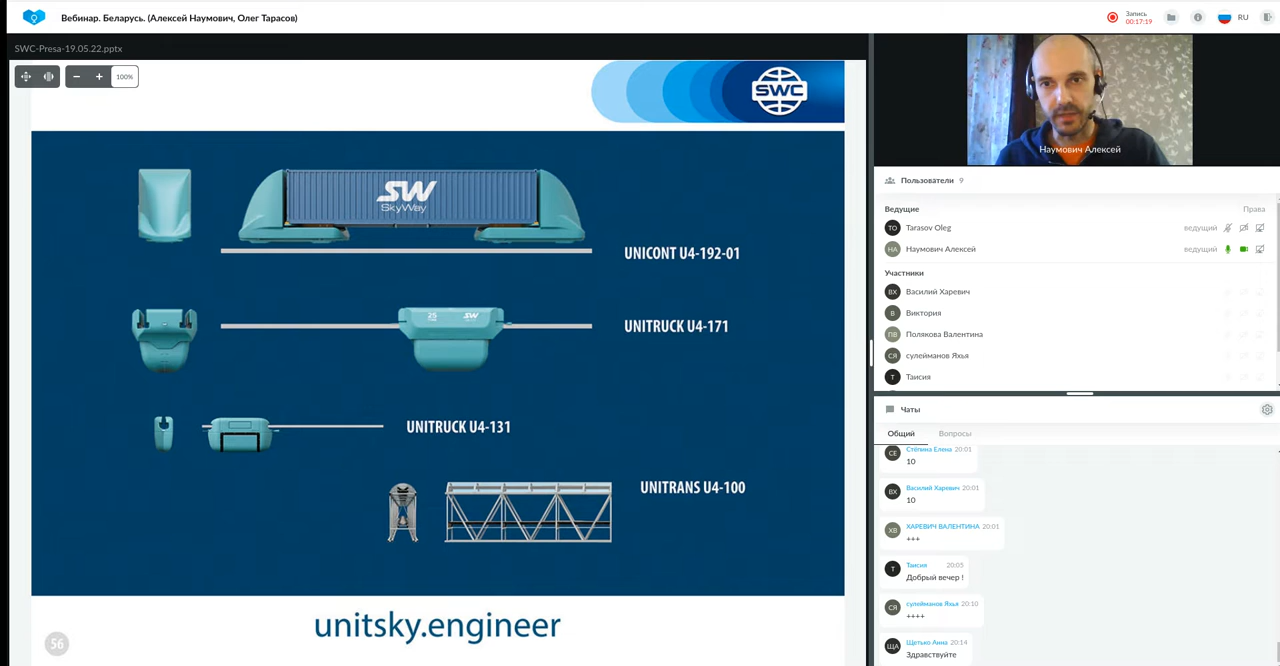 Вебинар. Беларусь. (Алексей Наумович, Олег Тарасов)
Запись
00:17:19
RU
SWC-Presa-19.05.22.pptx
100%
SWC
SW
SkyWay
UNICONT U4-192-01
25
SW
UNITRUCK U4-171
UNITRUCK U4-131
UNITRANS U4-100
unitsky.engineer
56
Наумович Алексей
Пользователи 9
Ведущие Права
TO Tarasov Oleg ведущий
НА Наумович Алексей ведущий
Участники
ВХ Василий Харевич
В Виктория
ПВ Полякова Валентина
СЯ сулейманов Яхья
Т Таисия
Чаты
Общий Вопросы
СЕ Стёпина Елена 20:01
10
ВХ Василий Харевич 20:01
10
ХВ ХАРЕВИЧ ВАЛЕНТИНА 20:01
+++
Т Таисия 20:03
Добрый вечер !
СЯ сулейманов Яхья 20:10
++++
ЩА Щетько Анна 20:14
Здравствуйте